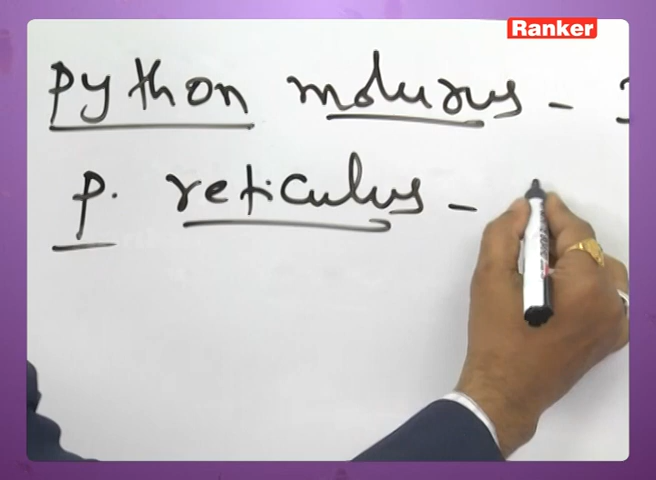 Ranker
Python molurus -
P. reticulus -